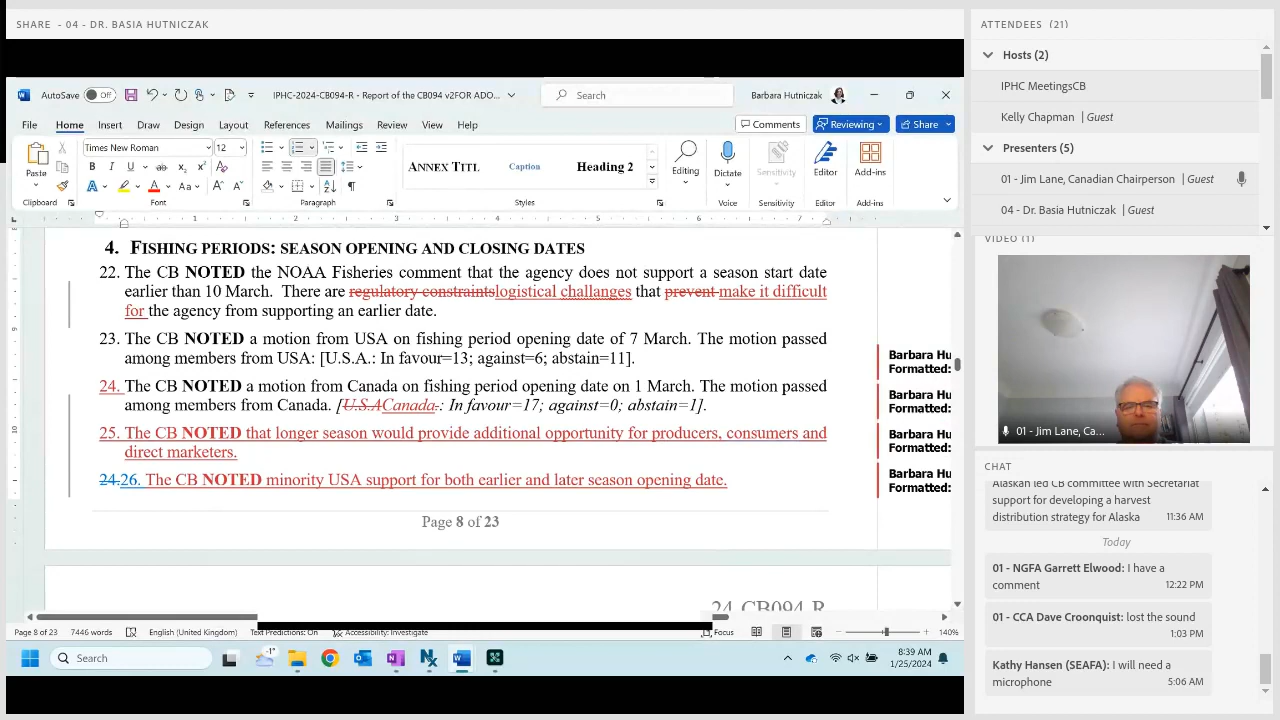 SHARE - 04 - DR. BASIA HUTNICZAK
AutoSave Off
IPHC-2024-CB094-R - Report of the CB094 v2FOR ADO...
Search
Barbara Hutniczak
File Home Insert Draw Design Layout References Mailings Review View Help
Comments Reviewing Share
Paste
Times New Roman 12
ANNEX TITL Caption Heading 2
Editing Dictate Sensitivity Editor Add-ins
Clipboard Font Paragraph Styles Voice Sensitivity Editor Add-ins
1 2 3 4 5 6 7
4. FISHING PERIODS: SEASON OPENING AND CLOSING DATES
22. The CB NOTED the NOAA Fisheries comment that the agency does not support a season start date
earlier than 10 March. There are regulatory constraintslogistical challanges that prevent make it difficult
for the agency from supporting an earlier date.
23. The CB NOTED a motion from USA on fishing period opening date of 7 March. The motion passed
among members from USA: [U.S.A.: In favour=13; against=6; abstain=11].
24. The CB NOTED a motion from Canada on fishing period opening date on 1 March. The motion passed
among members from Canada. [U.S.ACanada.: In favour=17; against=0; abstain=1].
25. The CB NOTED that longer season would provide additional opportunity for producers, consumers and
direct marketers.
24.26. The CB NOTED minority USA support for both earlier and later season opening date.
Page 8 of 23
Barbara Hu
Formatted:
Barbara Hu
Formatted:
Barbara Hu
Formatted:
Barbara Hu
Formatted:
24-CB094-R
Page 8 of 23 7446 words English (United Kingdom) Text Predictions: On Accessibility: Investigate Focus 140%
Search
-1°
8:39 AM
1/25/2024
ATTENDEES (21)
Hosts (2)
IPHC MeetingsCB
Kelly Chapman | Guest
Presenters (5)
01 - Jim Lane, Canadian Chairperson | Guest
04 - Dr. Basia Hutniczak | Guest
VIDEO (1)
01 - Jim Lane, Ca...
CHAT
Alaskan led CB committee with Secretariat
support for developing a harvest
distribution strategy for Alaska 11:36 AM
Today
01 - NGFA Garrett Elwood: I have a
comment 12:22 PM
01 - CCA Dave Croonquist: lost the
sound 1:03 PM
Kathy Hansen (SEAFA): I will need
microphone 5:06 AM